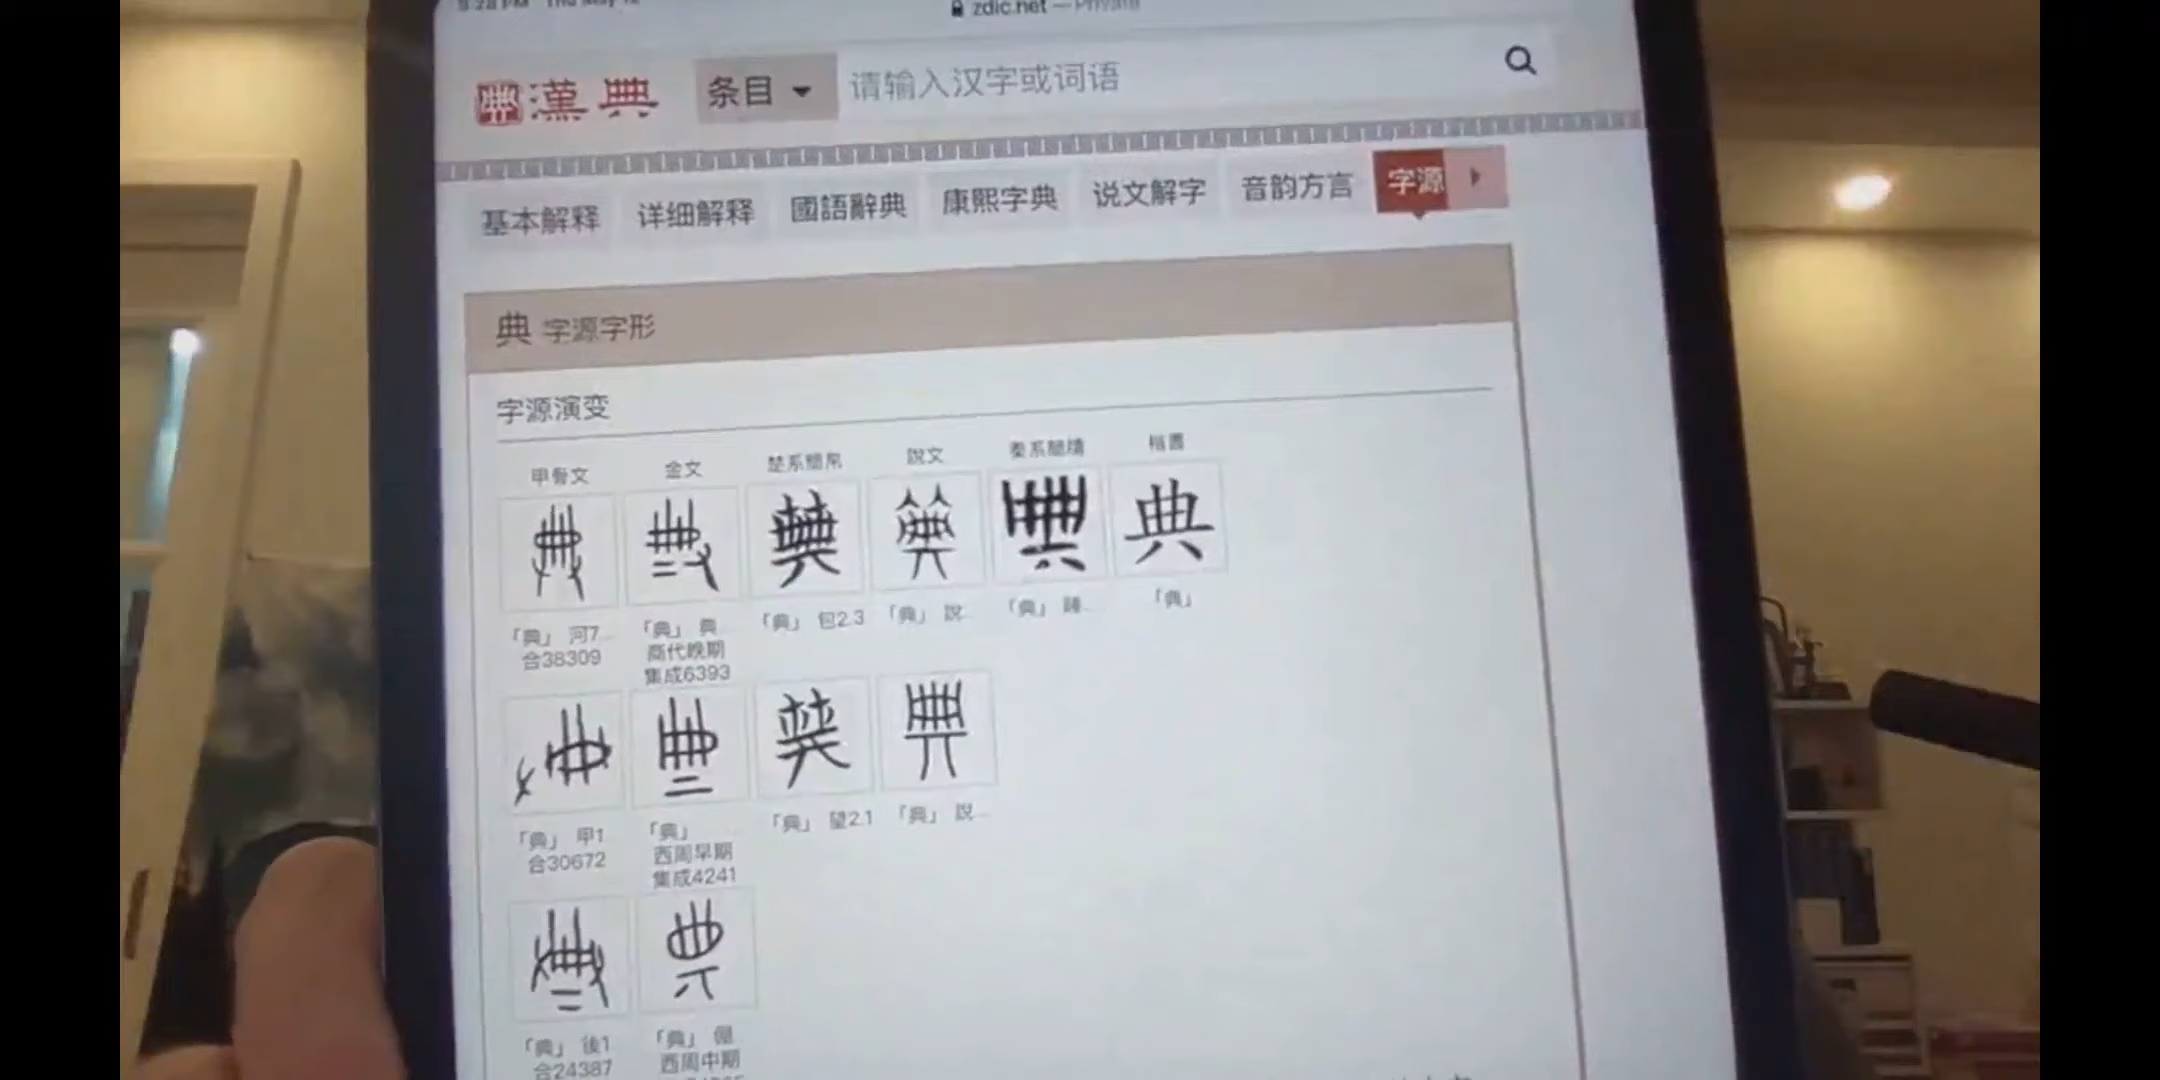 zdic.net — Private
漢典
条目
请输入汉字或词语
基本解释 详细解释 國語辭典 康熙字典 说文解字 音韵方言 字源
典 字源字形
字源演变
甲骨文 金文 楚系簡帛 說文 秦系簡牘 楷書
典
「典」 河7... 「典」 典... 「典」 包2.3 「典」 說... 「典」 睡... 「典」
合38309 商代晚期
集成6393
「典」 甲1 「典」 「典」 望2.1 「典」 說...
合30672 西周早期
集成4241
「典」 後1 「典」
合24387 西周中期